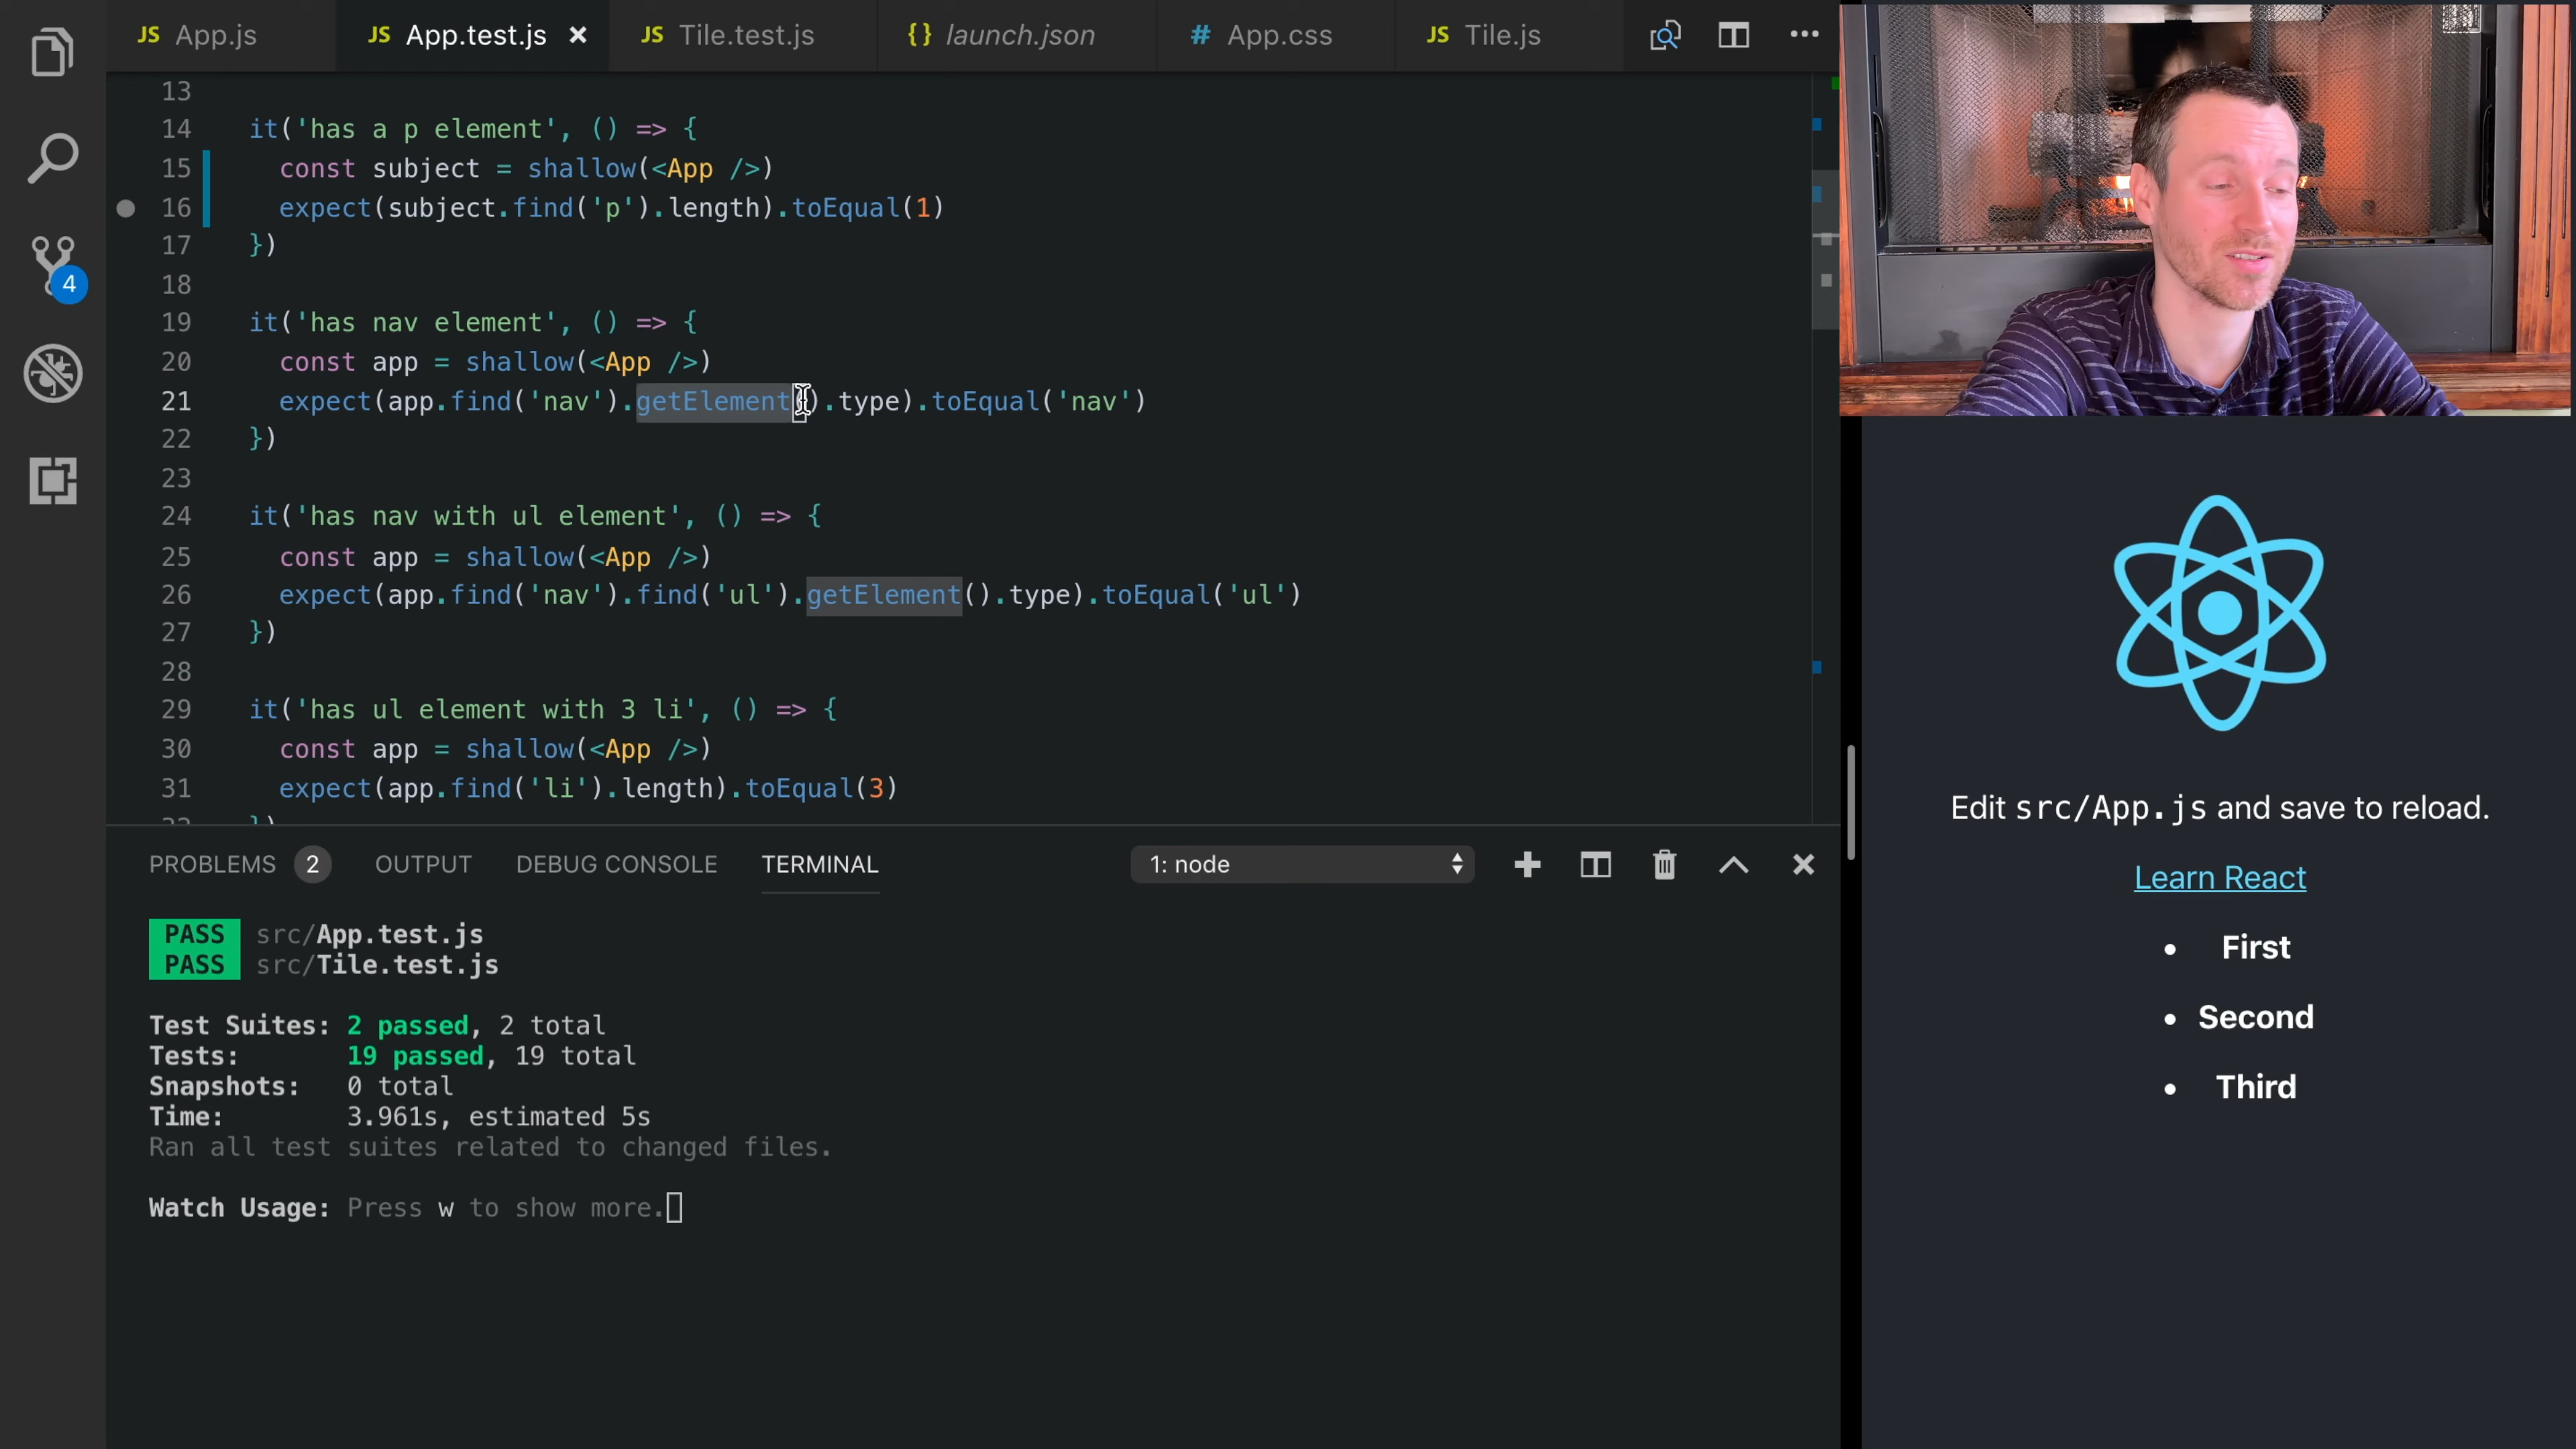 JS App.js JS App.test.js JS Tile.test.js {} launch.json # App.css JS Tile.js
4
13
14 it('has a p element', () => {
15 const subject = shallow(<App />)
16 expect(subject.find('p').length).toEqual(1)
17 })
18
19 it('has nav element', () => {
20 const app = shallow(<App />)
21 expect(app.find('nav').getElement().type).toEqual('nav')
22 })
23
24 it('has nav with ul element', () => {
25 const app = shallow(<App />)
26 expect(app.find('nav').find('ul').getElement().type).toEqual('ul')
27 })
28
29 it('has ul element with 3 li', () => {
30 const app = shallow(<App />)
31 expect(app.find('li').length).toEqual(3)
PROBLEMS 2 OUTPUT DEBUG CONSOLE TERMINAL 1: node
PASS src/App.test.js
PASS src/Tile.test.js
Test Suites: 2 passed, 2 total
Tests: 19 passed, 19 total
Snapshots: 0 total
Time: 3.961s, estimated 5s
Ran all test suites related to changed files.
Watch Usage: Press w to show more.
Edit src/App.js and save to reload.
Learn React
• First
• Second
• Third